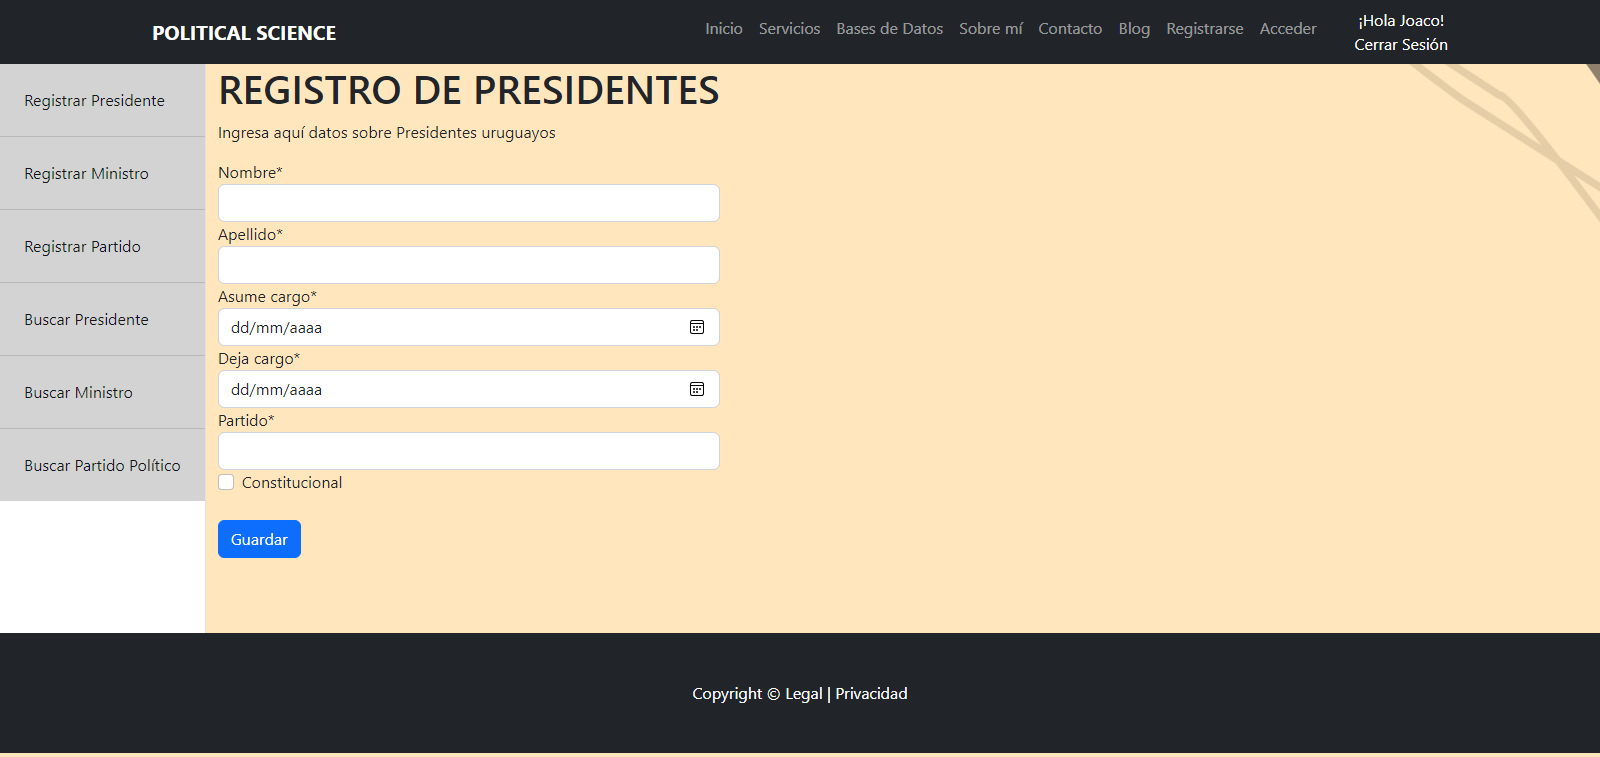 POLITICAL SCIENCE
Inicio Servicios Bases de Datos Sobre mí Contacto Blog Registrarse Acceder
¡Hola Joaco!
Cerrar Sesión
Registrar Presidente
Registrar Ministro
Registrar Partido
Buscar Presidente
Buscar Ministro
Buscar Partido Político
REGISTRO DE PRESIDENTES
Ingresa aquí datos sobre Presidentes uruguayos
Nombre*
Apellido*
Asume cargo*
dd/mm/aaaa
Deja cargo*
dd/mm/aaaa
Partido*
Constitucional
Guardar
Copyright © Legal | Privacidad